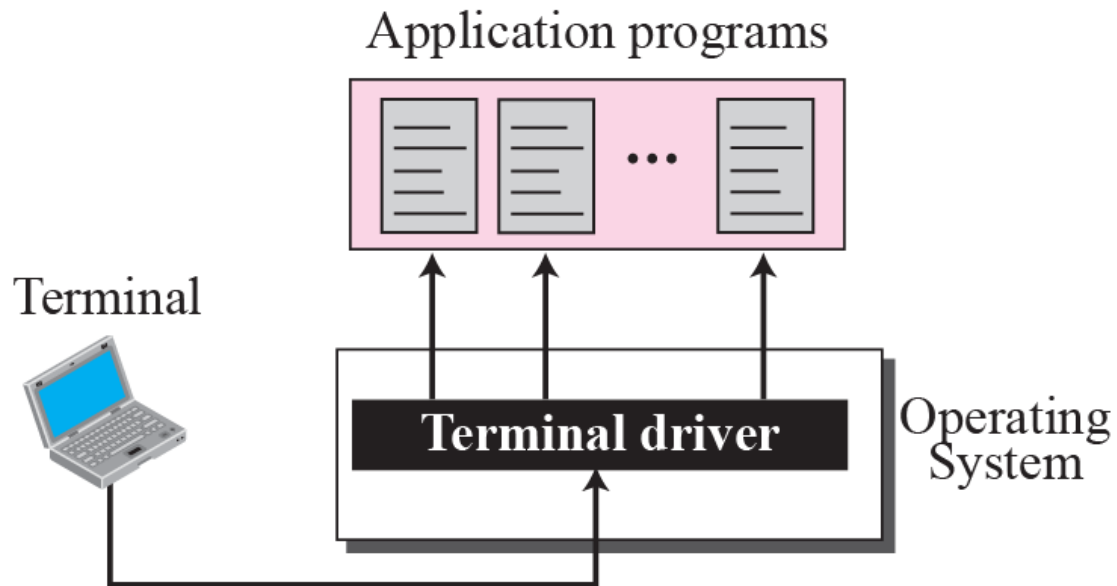 Application programs
Terminal
Terminal driver
Operating
System